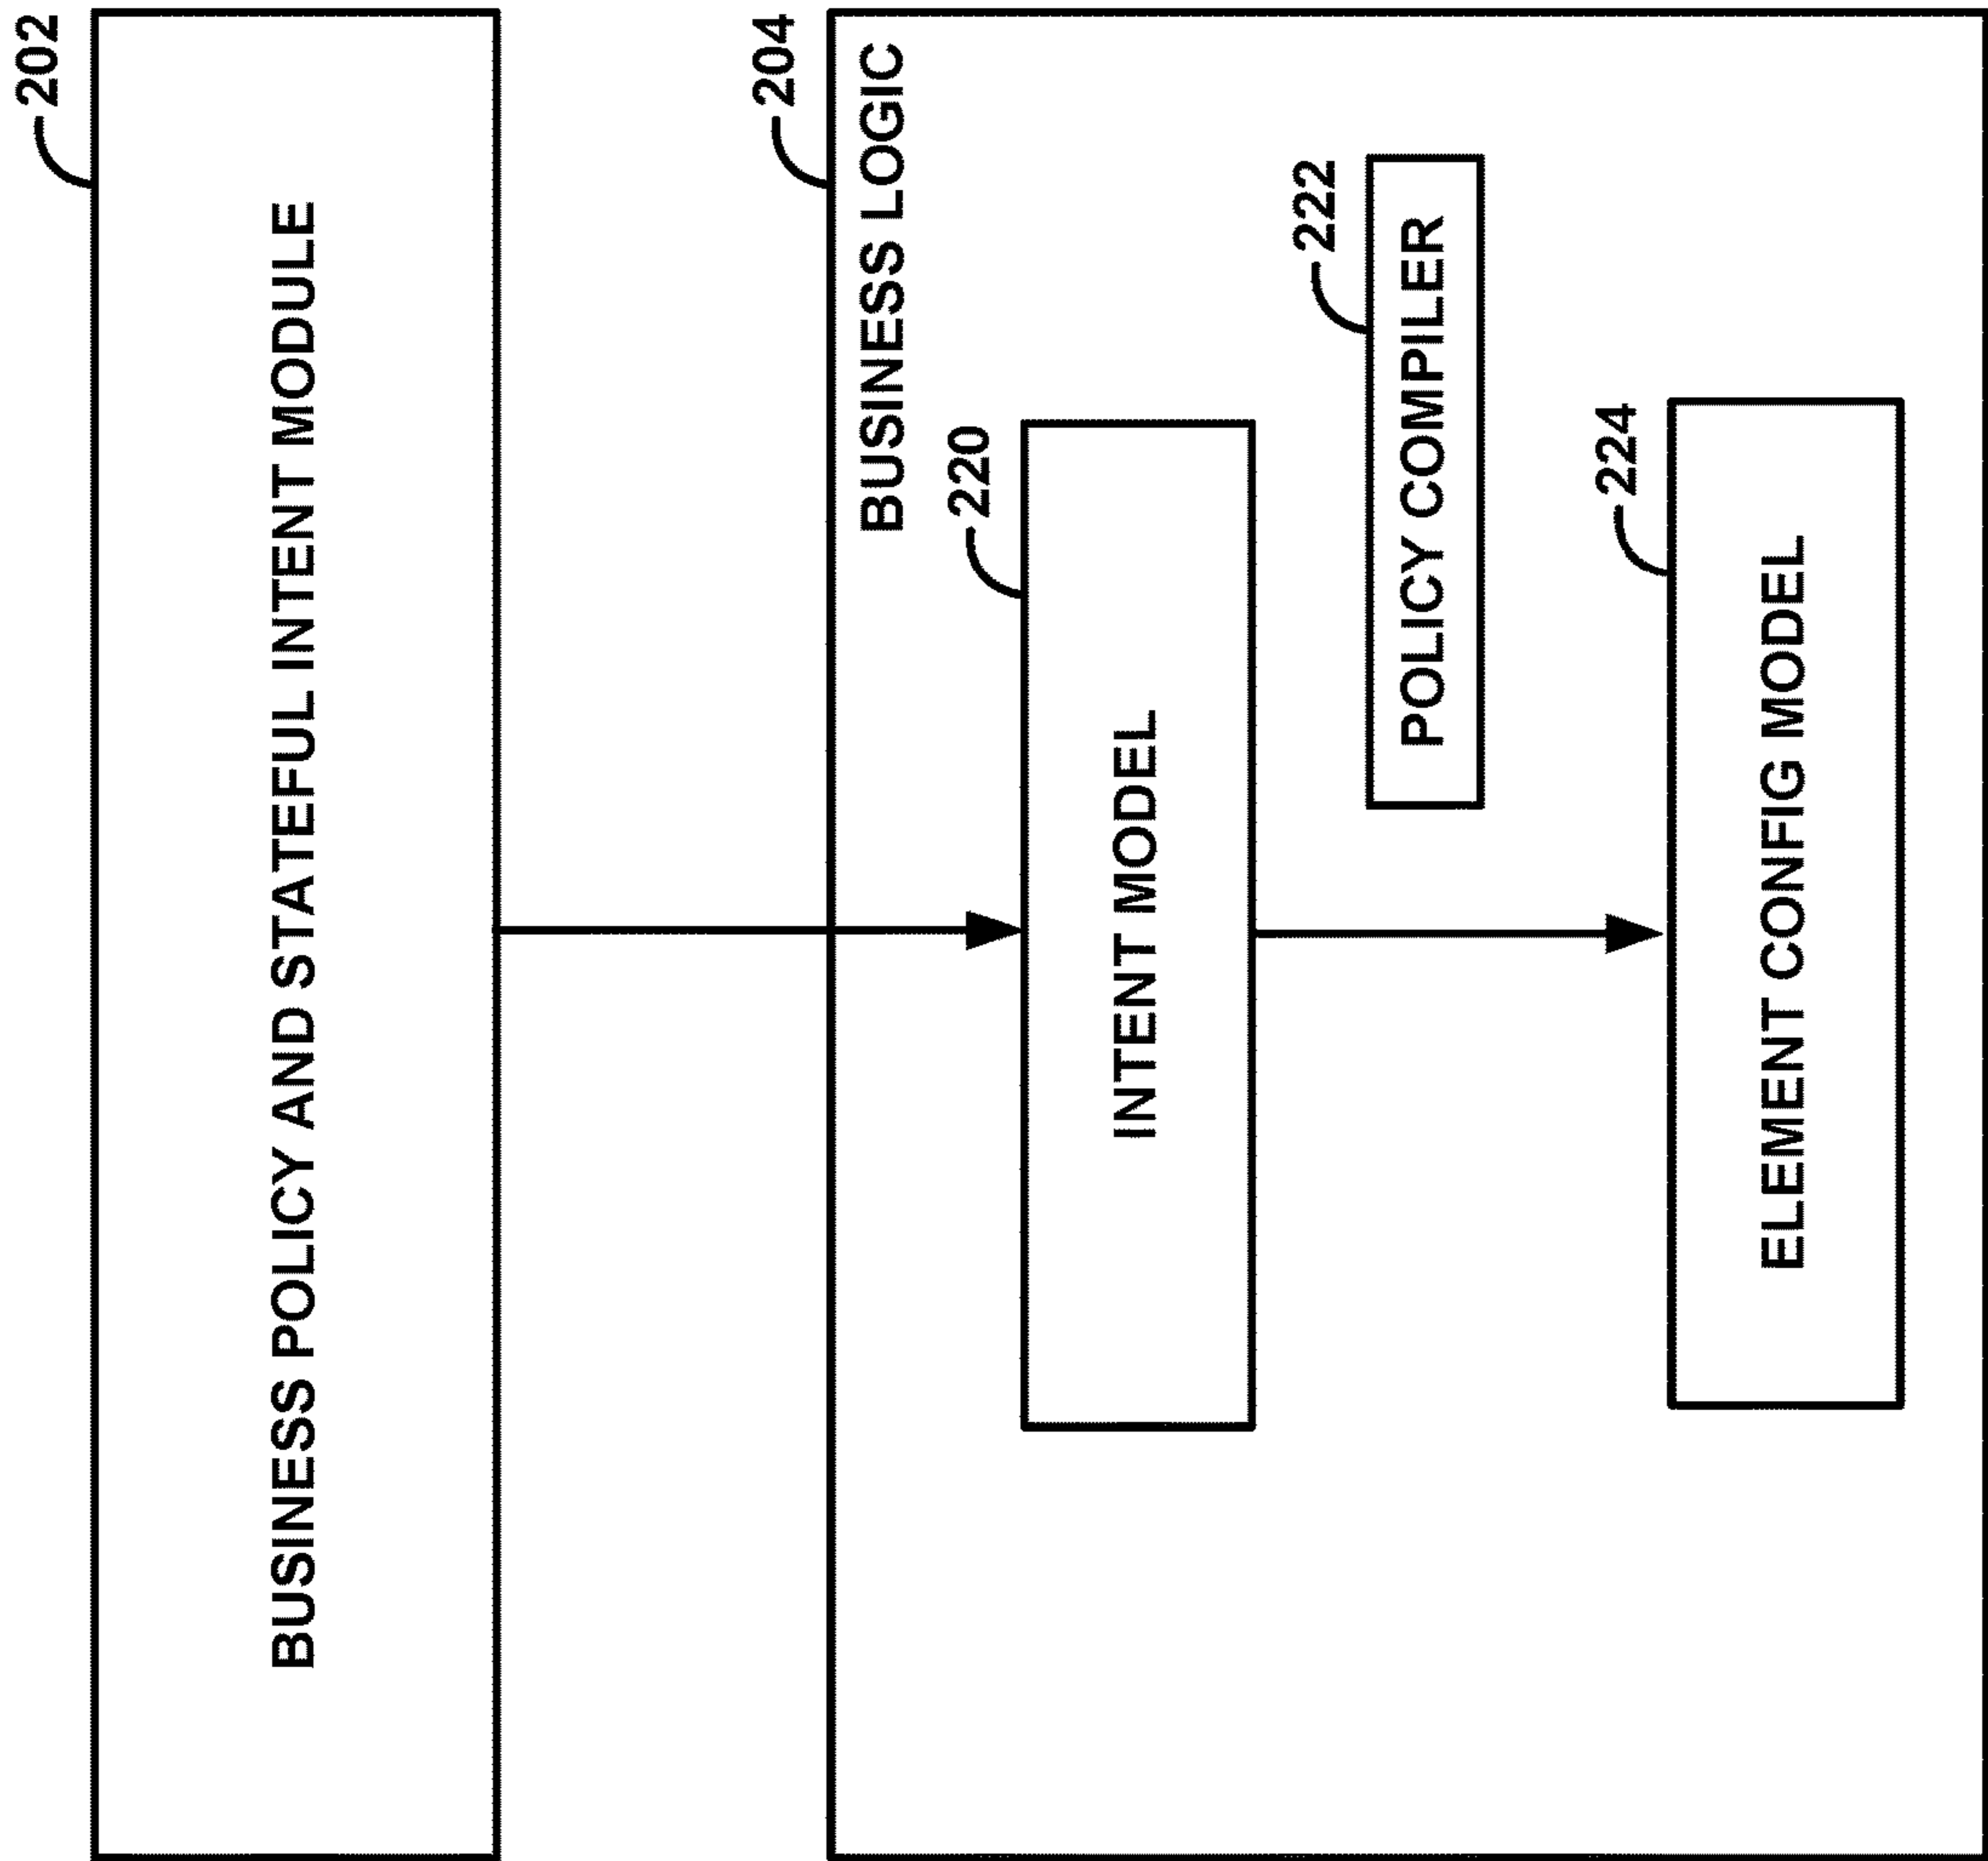 202
BUSINESS POLICY AND STATEFUL INTENT MODULE
204
BUSINESS LOGIC
220
INTENT MODEL
222
POLICY COMPILER
224
ELEMENT CONFIG MODEL